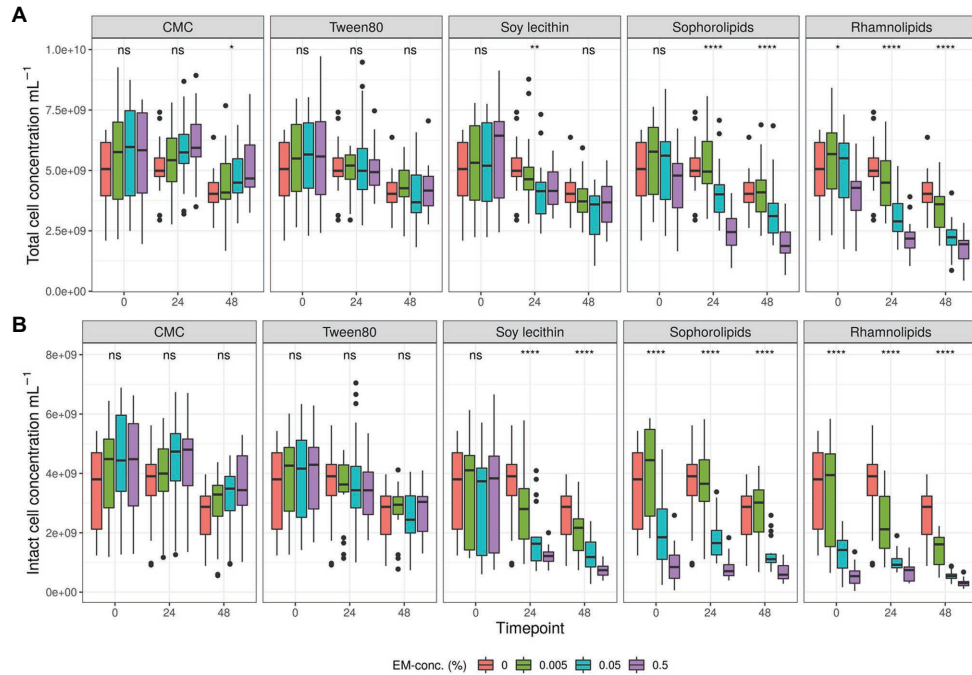 A
CMC Tween80 Soy lecithin Sophorolipids Rhamnolipids
1.0e+10 ns ns * ns ns ns ns ** ns ns **** **** * **** ****
7.5e+09
5.0e+09
2.5e+09
0.0e+00
Total cell concentration mL⁻¹
0 24 48 0 24 48 0 24 48 0 24 48 0 24 48
B
CMC Tween80 Soy lecithin Sophorolipids Rhamnolipids
8e+09 ns ns ns ns ns ns ns **** **** **** **** **** **** **** ****
6e+09
4e+09
2e+09
0e+00
Intact cell concentration mL⁻¹
0 24 48 0 24 48 0 24 48 0 24 48 0 24 48
Timepoint
EM-conc. (%) 0 0.005 0.05 0.5